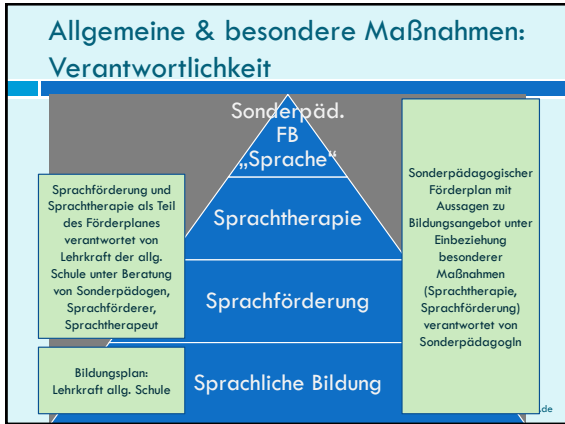 Allgemeine & besondere Maßnahmen:
Verantwortlichkeit
Sonderpäd.
FB
„Sprache“
Sprachtherapie
Sprachförderung
Sprachliche Bildung
Sprachförderung und
Sprachtherapie als Teil
des Förderplanes
verantwortet von
Lehrkraft der allg.
Schule unter Beratung
von Sonderpädogen,
Sprachförderer,
Sprachtherapeut
Bildungsplan:
Lehrkraft allg. Schule
Sonderpädagogischer
Förderplan mit
Aussagen zu
Bildungsangebot unter
Einbeziehung
besonderer
Maßnahmen
(Sprachtherapie,
Sprachförderung)
verantwortet von
SonderpädagogIn
.de